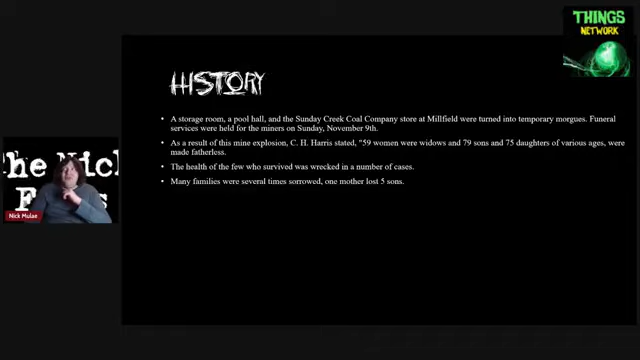 THINGS
NETWORK
HISTORY
• A storage room, a pool hall, and the Sunday Creek Coal Company store at Millfield were turned into temporary morgues. Funeral
services were held for the miners on Sunday, November 9th.
• As a result of this mine explosion, C. H. Harris stated, "59 women were widows and 79 sons and 75 daughters of various ages, were
made fatherless.
• The health of the few who survived was wrecked in a number of cases.
• Many families were several times sorrowed, one mother lost 5 sons.
he Nick
Nick Mulae